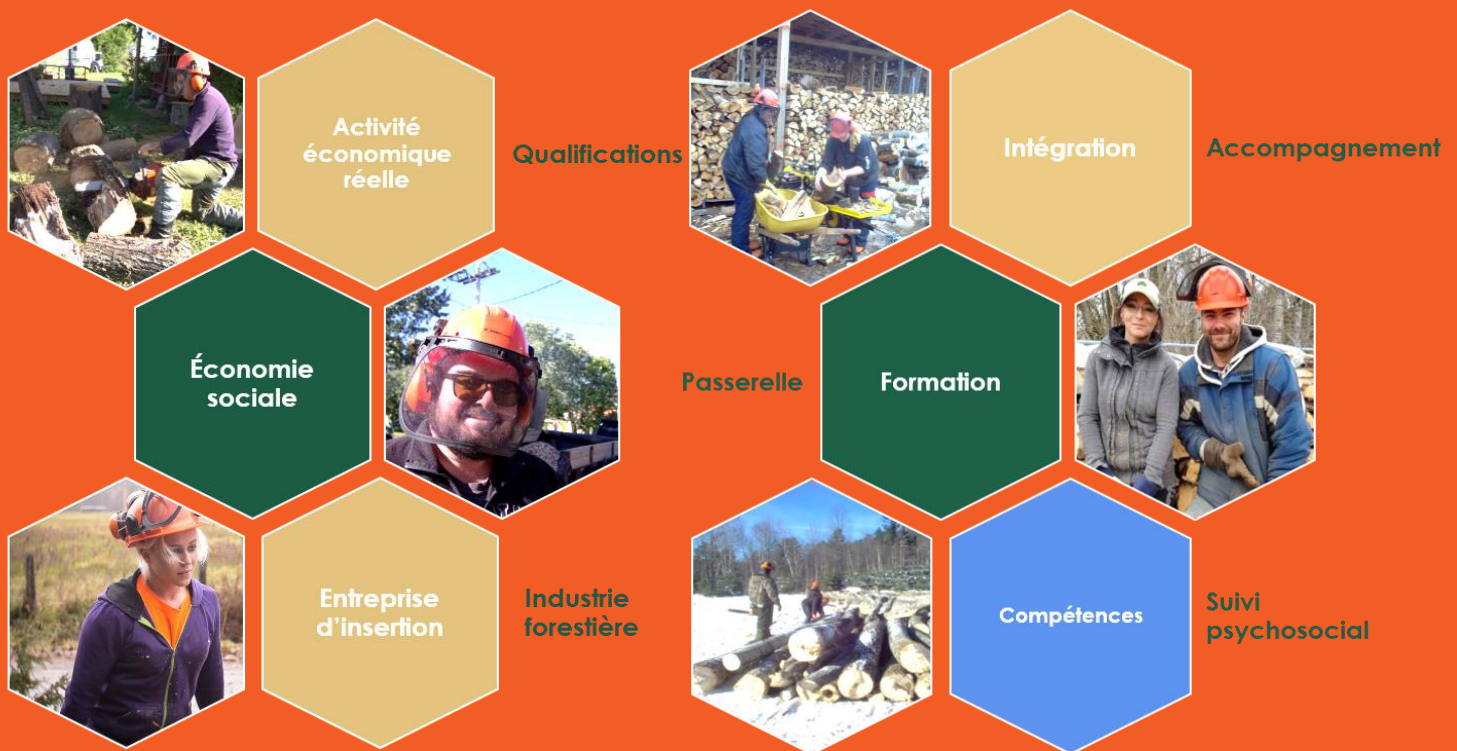 Activité
économique
réelle
Qualifications
Intégration
Accompagnement
Économie
sociale
Passerelle
Formation
Entreprise
d'insertion
Industrie
forestière
Compétences
Suivi
psychosocial